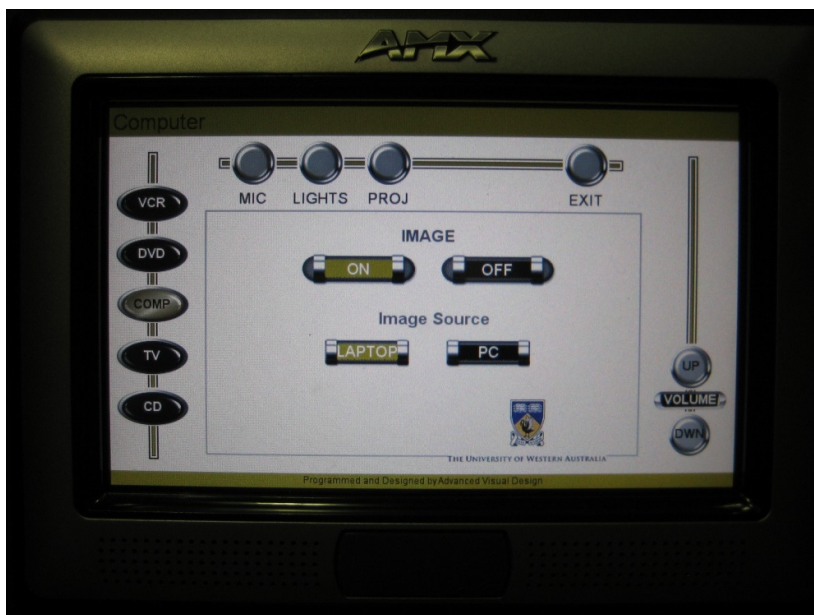 AMX
Computer
MIC LIGHTS PROJ EXIT
VCR
DVD
COMP
TV
CD
IMAGE
ON OFF
Image Source
LAPTOP PC
UP
VOLUME
DWN
THE UNIVERSITY OF WESTERN AUSTRALIA
Programmed and Designed by Advanced Visual Design